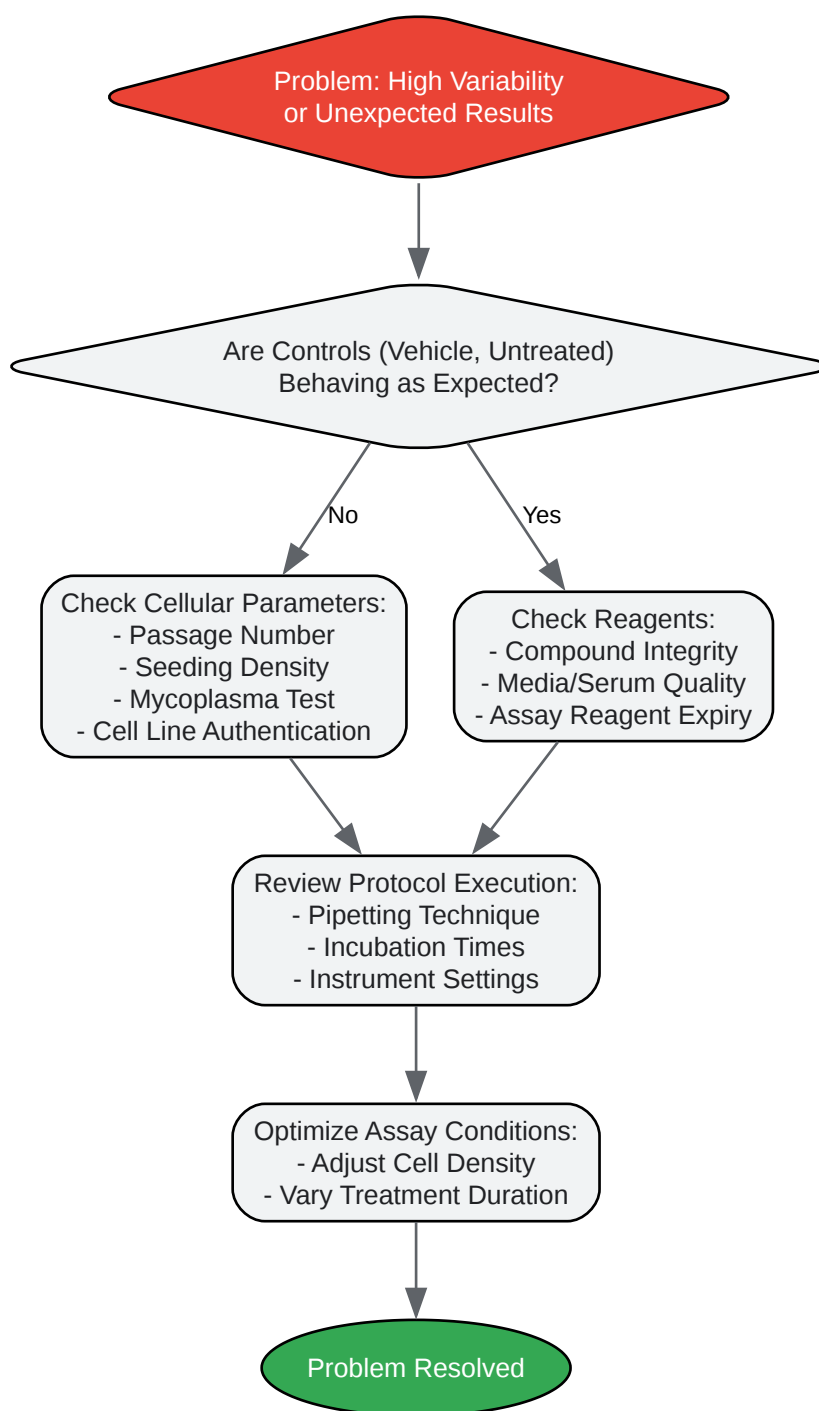 Problem: High Variability
or Unexpected Results
Are Controls (Vehicle, Untreated)
Behaving as Expected?
No
Yes
Check Cellular Parameters:
- Passage Number
- Seeding Density
- Mycoplasma Test
- Cell Line Authentication
Check Reagents:
- Compound Integrity
- Media/Serum Quality
- Assay Reagent Expiry
Review Protocol Execution:
- Pipetting Technique
- Incubation Times
- Instrument Settings
Optimize Assay Conditions:
- Adjust Cell Density
- Vary Treatment Duration
Problem Resolved